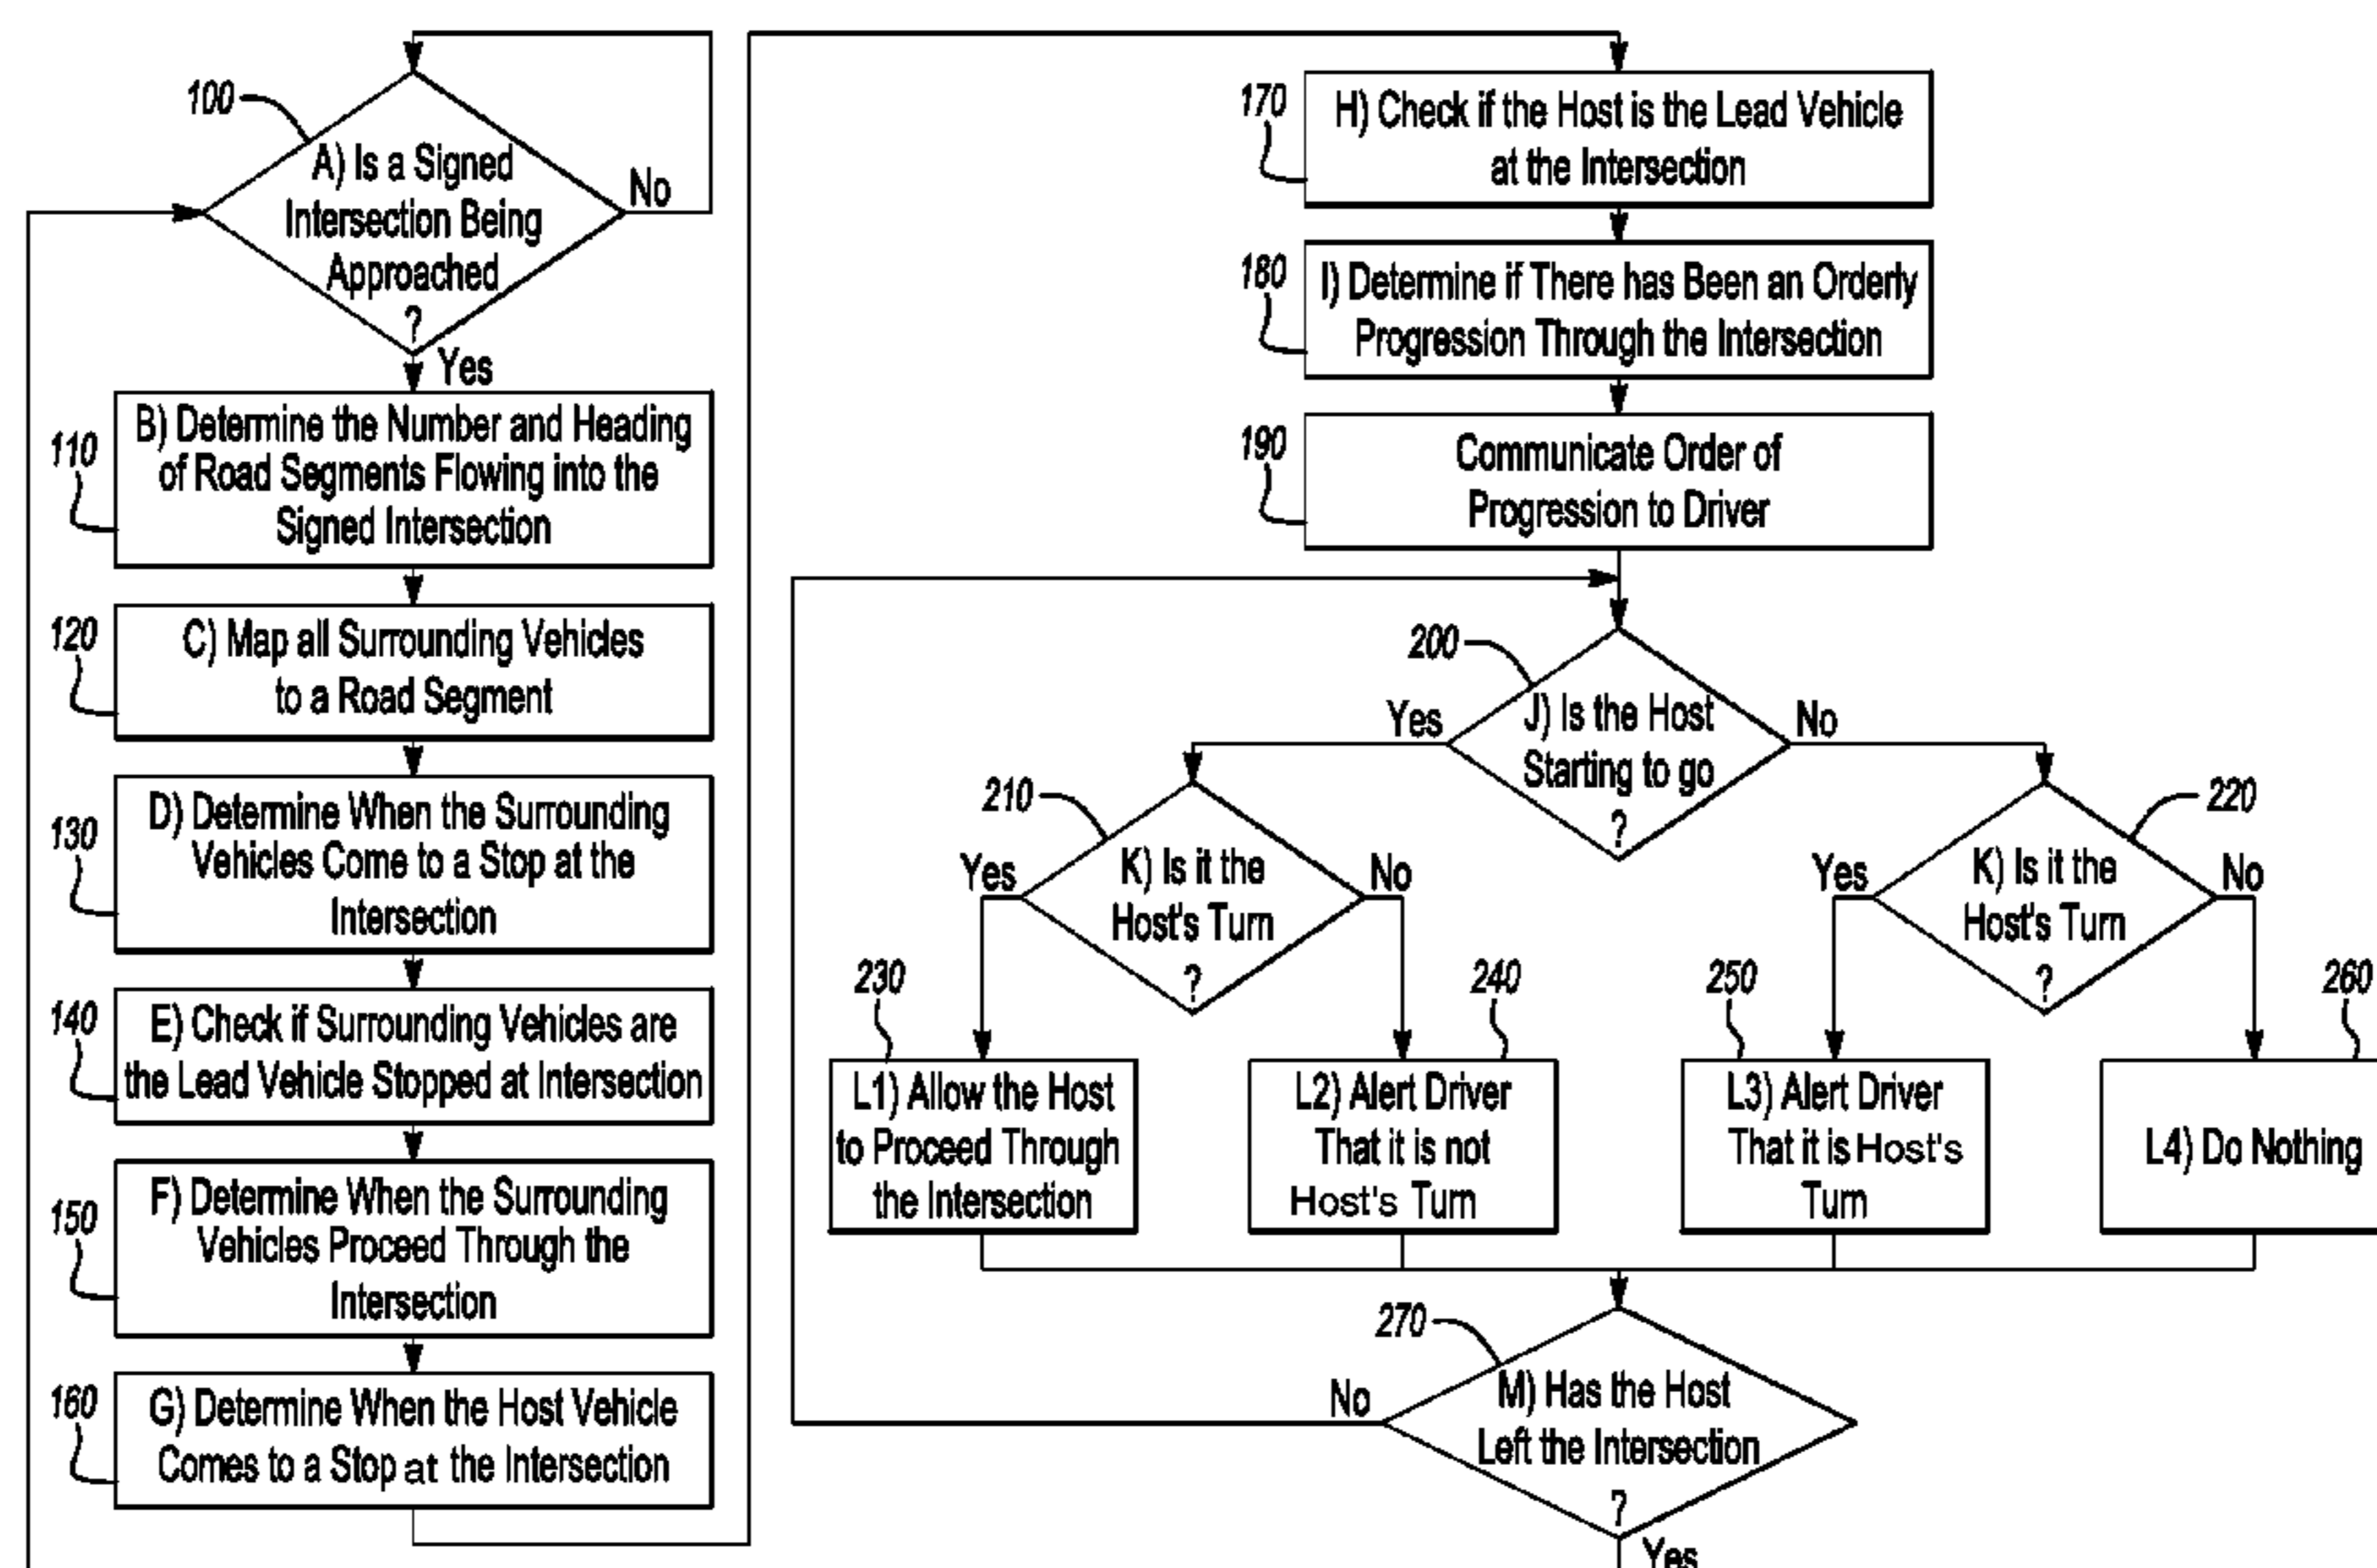 100
A) Is a Signed
Intersection Being
Approached
?
No
Yes
110
B) Determine the Number and Heading
of Road Segments Flowing into the
Signed Intersection
120
C) Map all Surrounding Vehicles
to a Road Segment
130
D) Determine When the Surrounding
Vehicles Come to a Stop at the
Intersection
140
E) Check if Surrounding Vehicles are
the Lead Vehicle Stopped at Intersection
150
F) Determine When the Surrounding
Vehicles Proceed Through the
Intersection
160
G) Determine When the Host Vehicle
Comes to a Stop at the Intersection
170
H) Check if the Host is the Lead Vehicle
at the Intersection
180
I) Determine if There has Been an Orderly
Progression Through the Intersection
190
Communicate Order of
Progression to Driver
200
J) Is the Host
Starting to go
?
Yes
No
210
K) Is it the
Host's Turn
?
Yes
No
220
K) Is it the
Host's Turn
?
Yes
No
230
L1) Allow the Host
to Proceed Through
the Intersection
240
L2) Alert Driver
That it is not
Host's Turn
250
L3) Alert Driver
That it is Host's
Turn
260
L4) Do Nothing
270
M) Has the Host
Left the Intersection
?
No
Yes